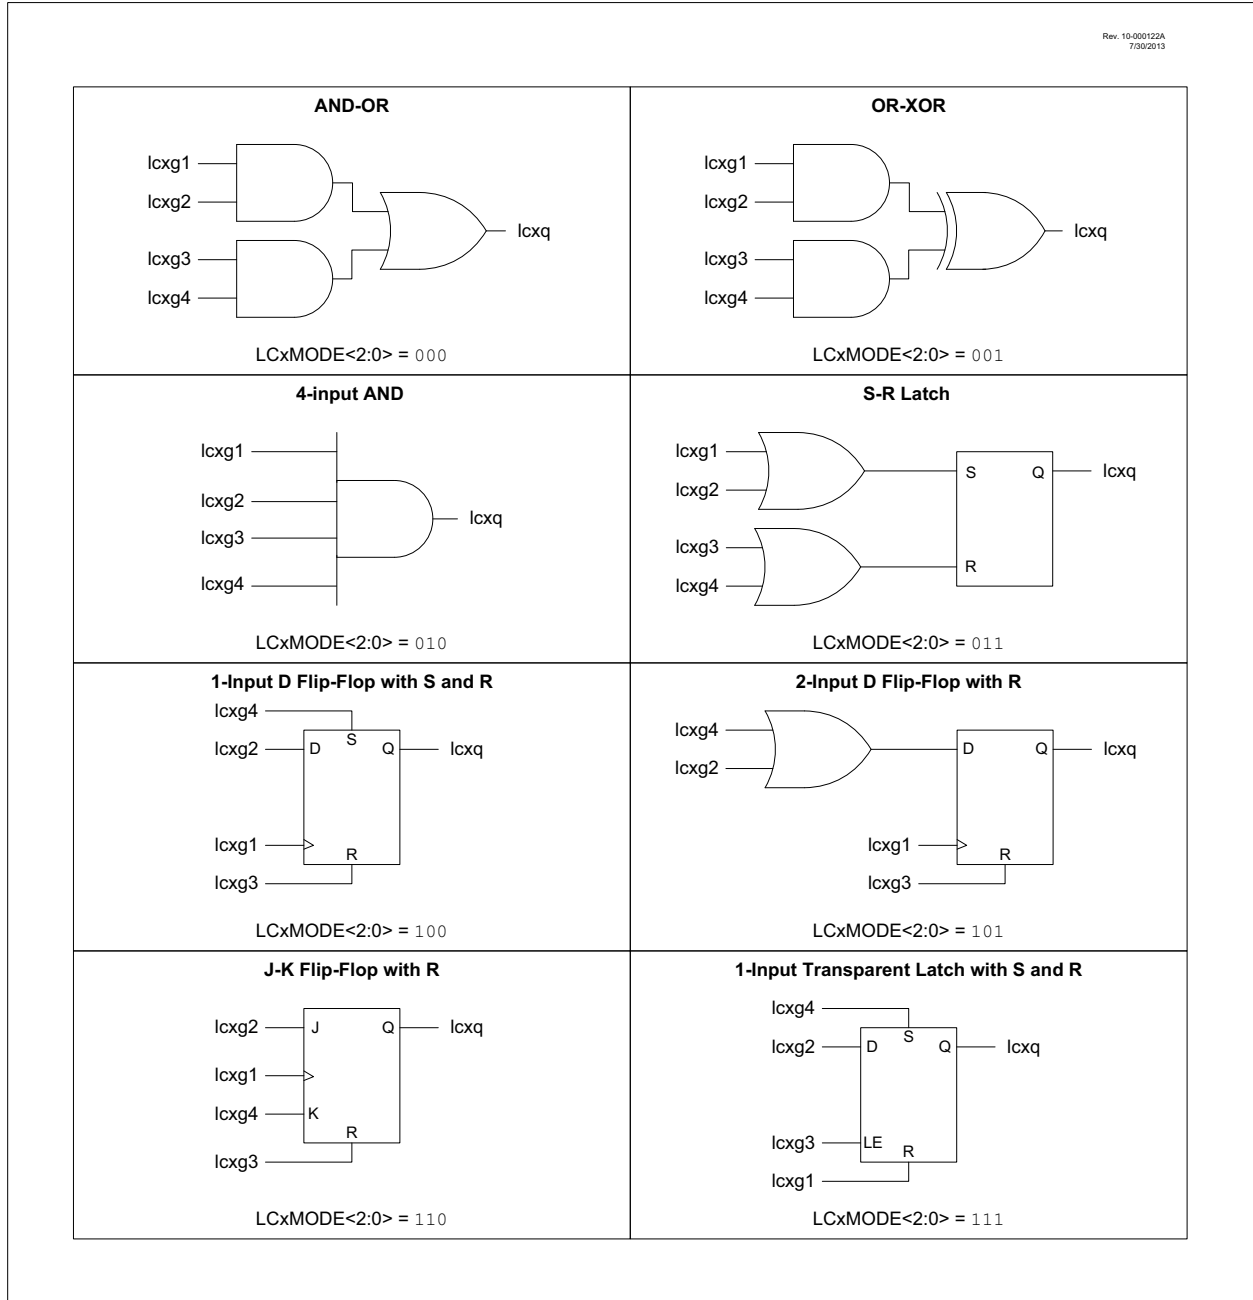 Rev. 10-000122A
7/30/2013
AND-OR
lcxg1
lcxg2
lcxg3
lcxg4
lcxq
LCxMODE<2:0> = 000
OR-XOR
lcxg1
lcxg2
lcxg3
lcxg4
lcxq
LCxMODE<2:0> = 001
4-input AND
lcxg1
lcxg2
lcxg3
lcxg4
lcxq
LCxMODE<2:0> = 010
S-R Latch
lcxg1
lcxg2
lcxg3
lcxg4
S
Q
lcxq
R
LCxMODE<2:0> = 011
1-Input D Flip-Flop with S and R
lcxg4
S
lcxg2
D
Q
lcxq
lcxg1
R
lcxg3
LCxMODE<2:0> = 100
2-Input D Flip-Flop with R
lcxg4
lcxg2
D
Q
lcxq
lcxg1
R
lcxg3
LCxMODE<2:0> = 101
J-K Flip-Flop with R
lcxg2
J
Q
lcxq
lcxg1
lcxg4
K
R
lcxg3
LCxMODE<2:0> = 110
1-Input Transparent Latch with S and R
lcxg4
S
lcxg2
D
Q
lcxq
lcxg3
LE
R
lcxg1
LCxMODE<2:0> = 111